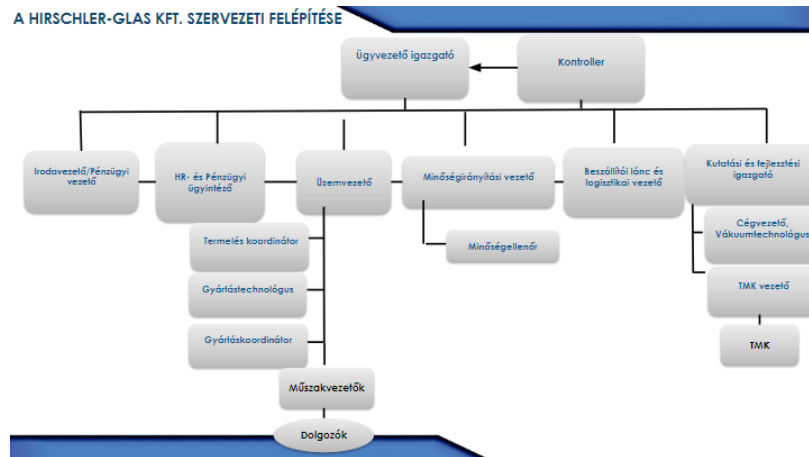 A HIRSCHLER-GLAS KFT. SZERVEZETI FELÉPÍTÉSE
Ügyvezető igazgató
Kontroller
Irodavezető/Pénzügyi
vezető
HR- és Pénzügyi
ügyintéző
Üzemvezető
Minőségirányítási vezető
Beszállítói lánc és
logisztikai vezető
Kutatási és fejlesztési
igazgató
Termelés koordinátor
Gyártástechnológus
Gyártáskoordinátor
Műszakvezetők
Dolgozók
Minőségellenőr
Cégvezető,
Vákuumtechnológus
TMK vezető
TMK